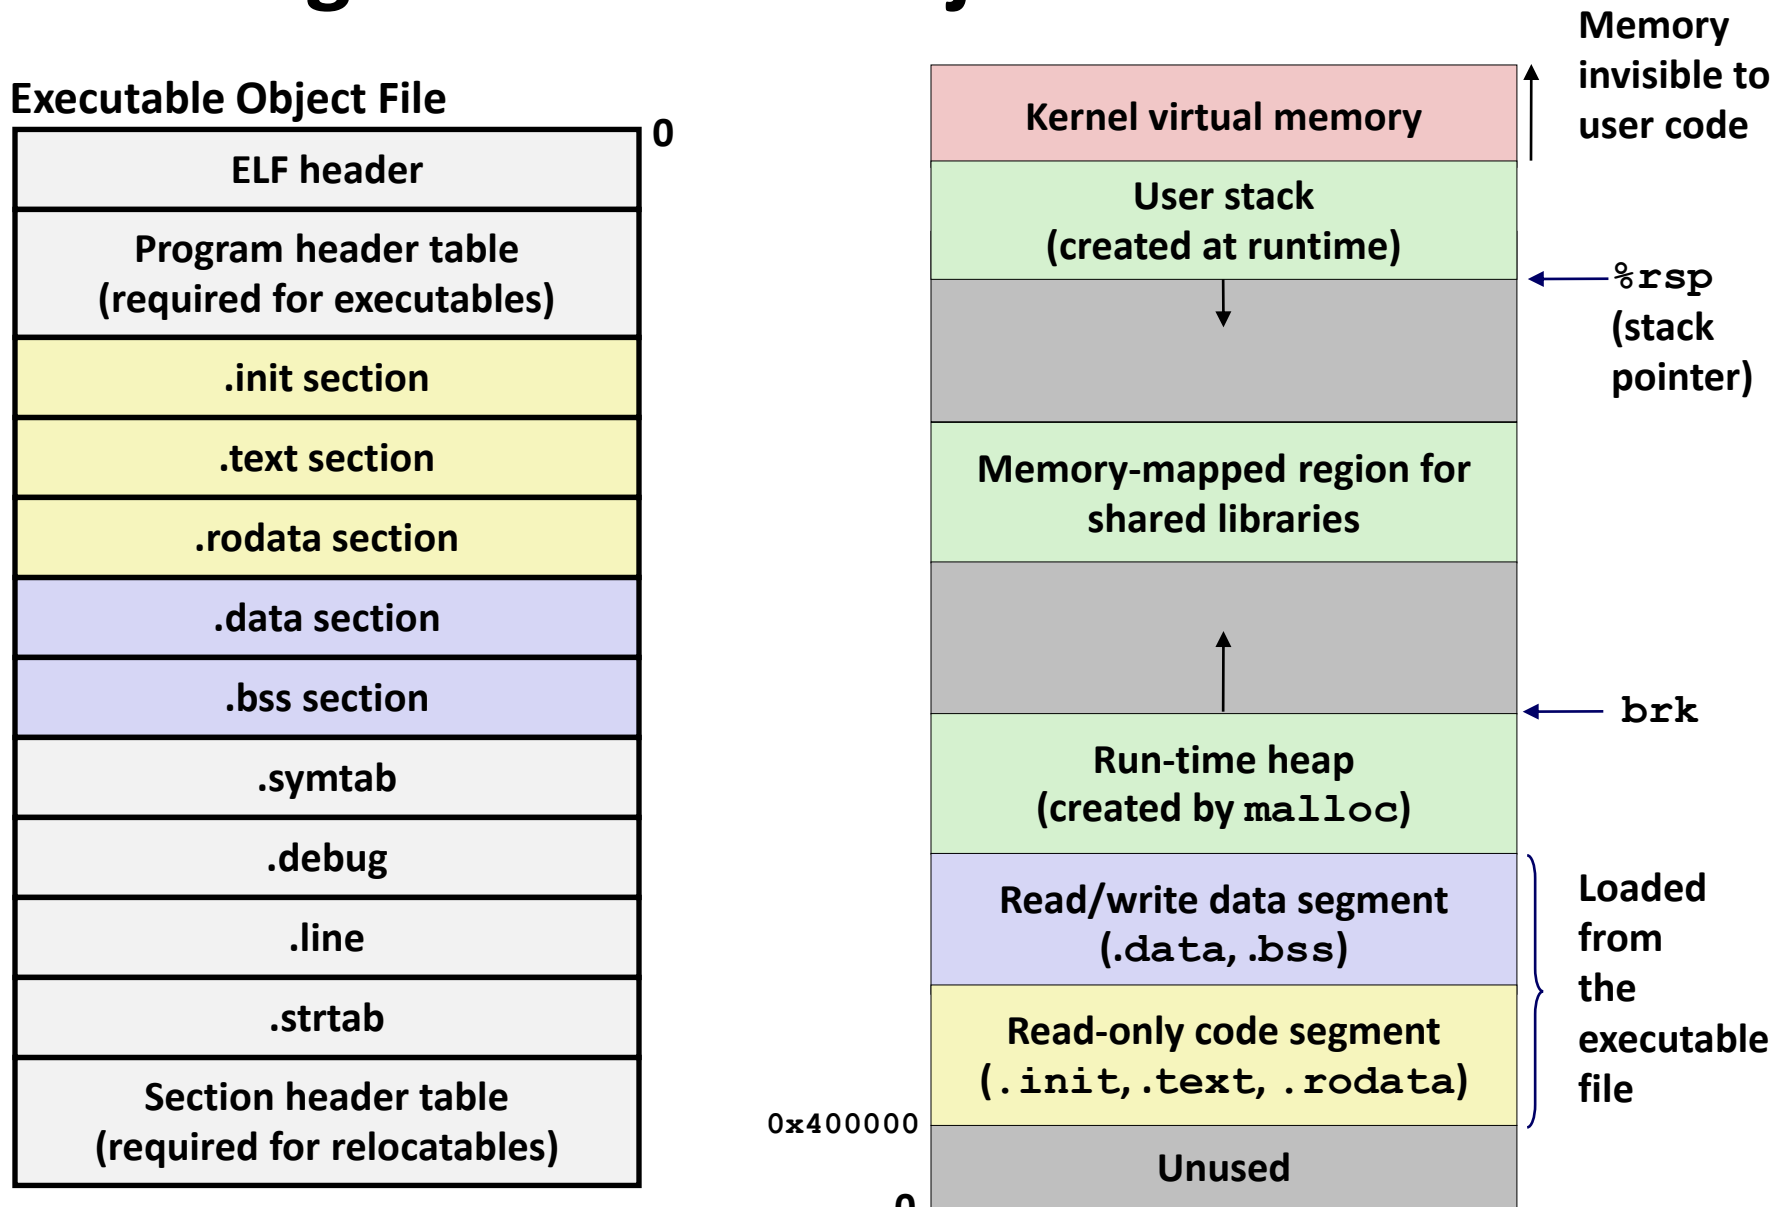 Executable Object File
0
ELF header
Program header table
(required for executables)
.init section
.text section
.rodata section
.data section
.bss section
.symtab
.debug
.line
.strtab
Section header table
(required for relocatables)
Kernel virtual memory
User stack
(created at runtime)
Memory-mapped region for
shared libraries
Run-time heap
(created by malloc)
Read/write data segment
(.data, .bss)
Read-only code segment
(.init, .text, .rodata)
Unused
0x400000
0
Memory
invisible to
user code
%rsp
(stack
pointer)
brk
Loaded
from
the
executable
file